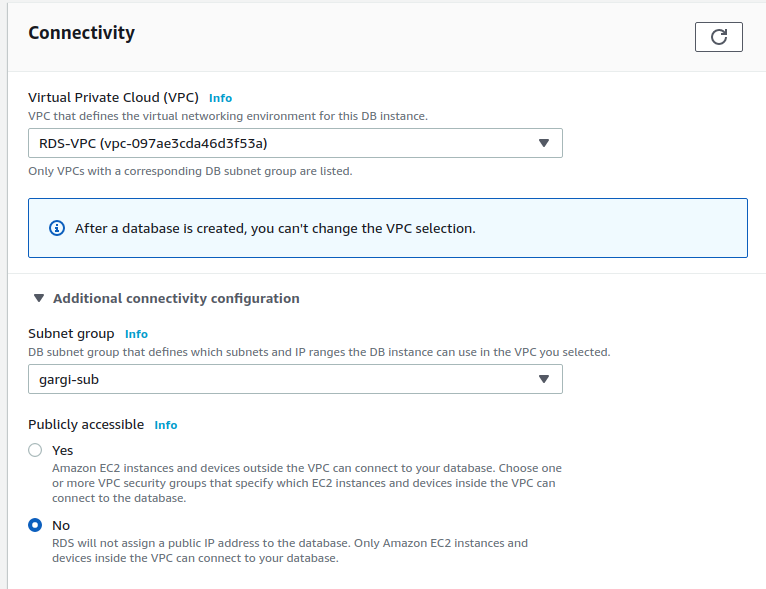 Connectivity
Virtual Private Cloud (VPC) Info
VPC that defines the virtual networking environment for this DB instance.
RDS-VPC (vpc-097ae3cda46d3f53a)
Only VPCs with a corresponding DB subnet group are listed.
After a database is created, you can't change the VPC selection.
Additional connectivity configuration
Subnet group Info
DB subnet group that defines which subnets and IP ranges the DB instance can use in the VPC you selected.
gargi-sub
Publicly accessible Info
Yes
Amazon EC2 instances and devices outside the VPC can connect to your database. Choose one
or more VPC security groups that specify which EC2 instances and devices inside the VPC can
connect to the database.
No
RDS will not assign a public IP address to the database. Only Amazon EC2 instances and
devices inside the VPC can connect to your database.